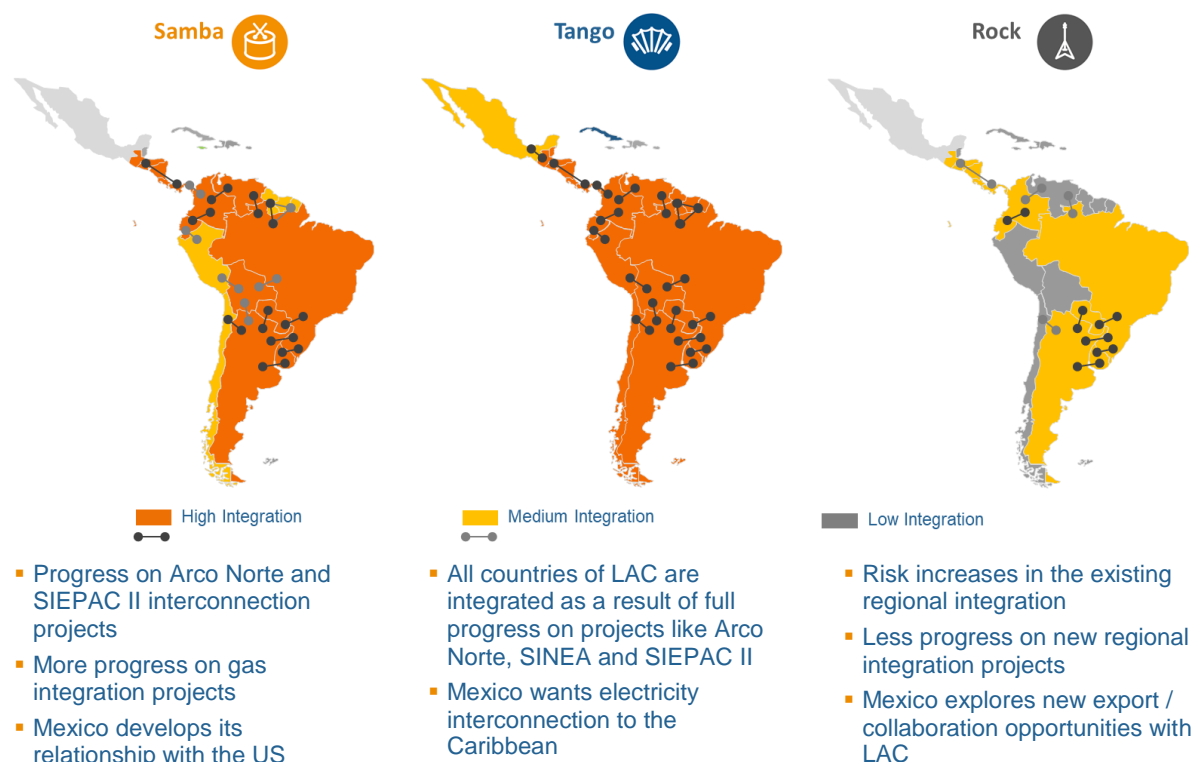 Samba
Tango
Rock
High Integration
Medium Integration
Low Integration
▪ Progress on Arco Norte and
SIEPAC II interconnection
projects
▪ More progress on gas
integration projects
▪ Mexico develops its
relationship with the US
▪ All countries of LAC are
integrated as a result of full
progress on projects like Arco
Norte, SINEA and SIEPAC II
▪ Mexico wants electricity
interconnection to the
Caribbean
▪ Risk increases in the existing
regional integration
▪ Less progress on new regional
integration projects
▪ Mexico explores new export /
collaboration opportunities with
LAC